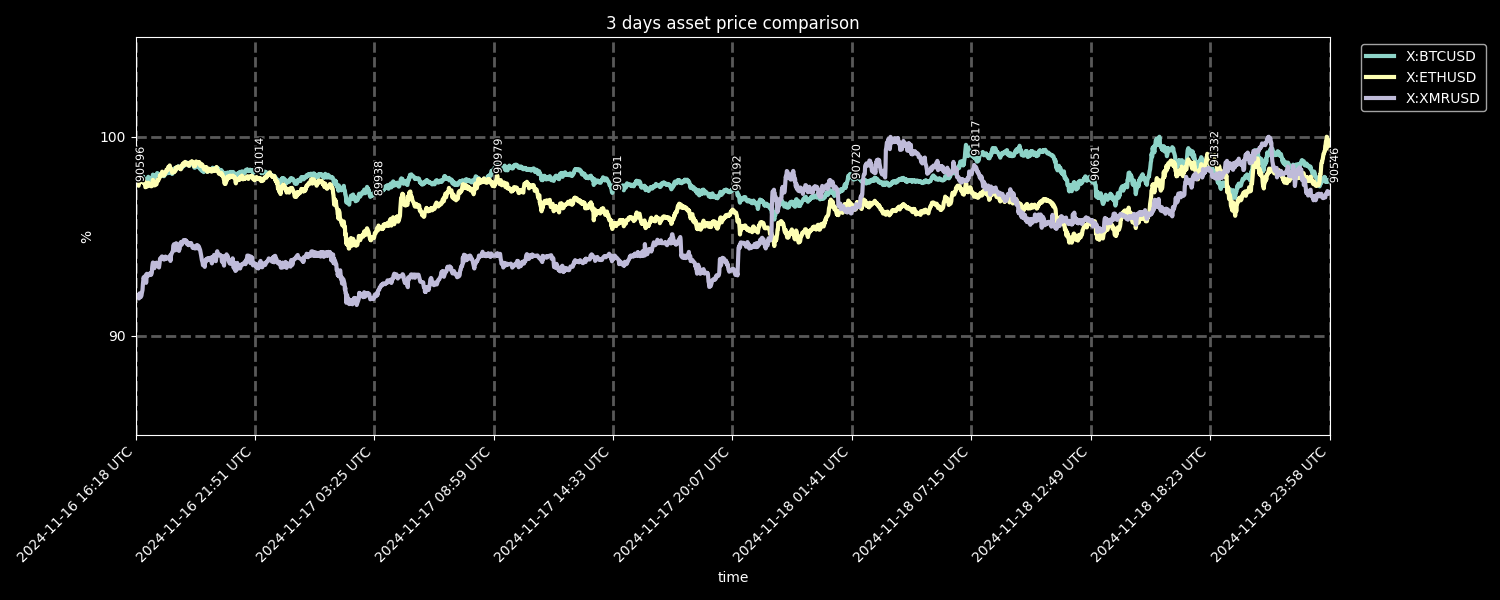 3 days asset price comparison
X:BTCUSD
X:ETHUSD
X:XMRUSD
100
90
%
90596
91014
89938
90979
90191
90192
90720
91817
90651
91332
90546
2024-11-16 16:18 UTC
2024-11-16 21:51 UTC
2024-11-17 03:25 UTC
2024-11-17 08:59 UTC
2024-11-17 14:33 UTC
2024-11-17 20:07 UTC
2024-11-18 01:41 UTC
2024-11-18 07:15 UTC
2024-11-18 12:49 UTC
2024-11-18 18:23 UTC
2024-11-18 23:58 UTC
time